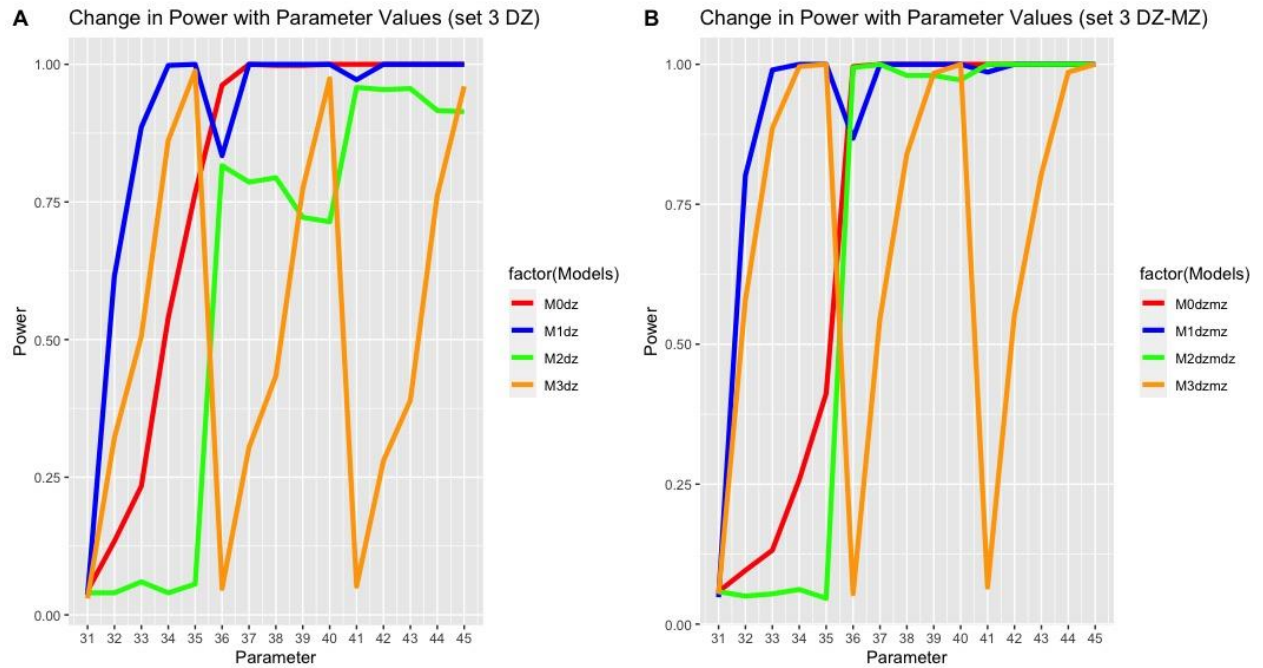 A
Change in Power with Parameter Values (set 3 DZ)
1.00
0.75
0.50
0.25
0.00
Power
31 32 33 34 35 36 37 38 39 40 41 42 43 44 45
Parameter
factor(Models)
M0dz
M1dz
M2dz
M3dz
B
Change in Power with Parameter Values (set 3 DZ-MZ)
1.00
0.75
0.50
0.25
0.00
Power
31 32 33 34 35 36 37 38 39 40 41 42 43 44 45
Parameter
factor(Models)
M0dzmz
M1dzmz
M2dzmdz
M3dzmz